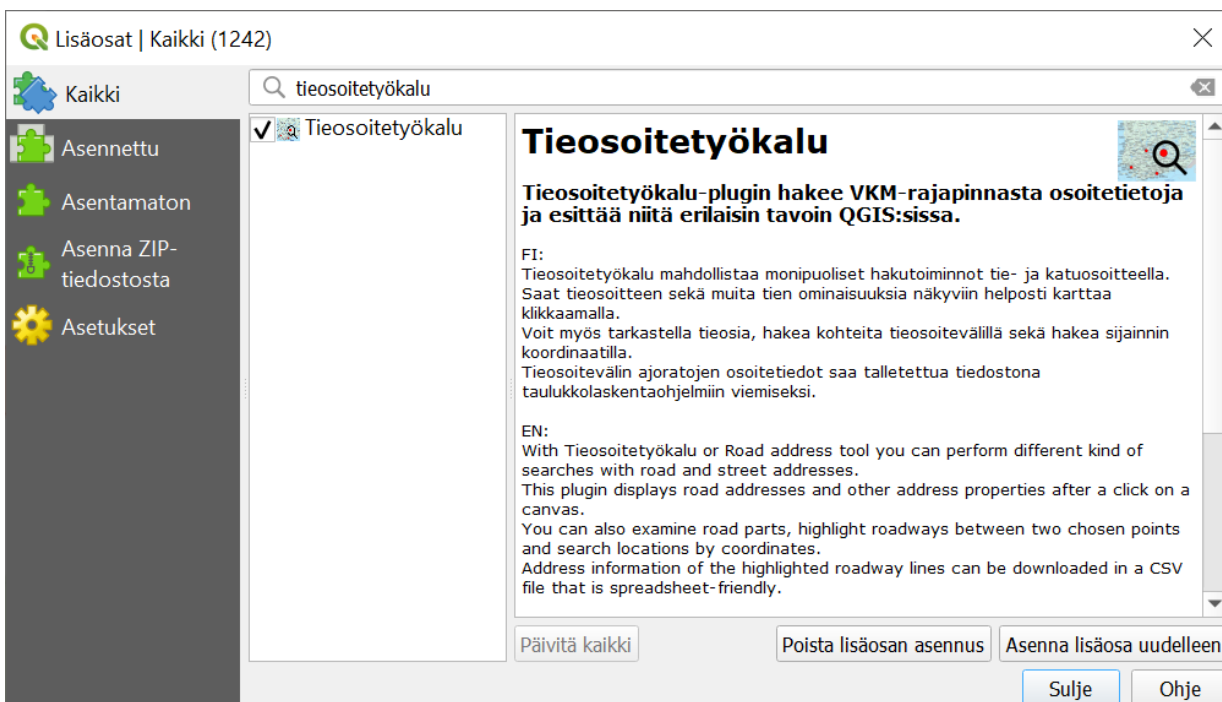 Lisäosat | Kaikki (1242)
Kaikki
Asennettu
Asentamaton
Asenna ZIP-
tiedostosta
Asetukset
tieosoitetyökalu
Tieosoitetyökalu
Tieosoitetyökalu
Tieosoitetyökalu-plugin hakee VKM-rajapinnasta osoitetietoja
ja esittää niitä erilaisin tavoin QGIS:sissa.
FI:
Tieosoitetyökalu mahdollistaa monipuoliset hakutoiminnot tie- ja katuosoitteella.
Saat tieosoitteen sekä muita tien ominaisuuksia näkyviin helposti karttaa
klikkaamalla.
Voit myös tarkastella tieosia, hakea kohteita tieosoitevälillä sekä hakea sijainnin
koordinaatilla.
Tieosoitevälin ajoratojen osoitetiedot saa talletettua tiedostona
taulukkolaskentaohjelmiin viemiseksi.
EN:
With Tieosoitetyökalu or Road address tool you can perform different kind of
searches with road and street addresses.
This plugin displays road addresses and other address properties after a click on a
canvas.
You can also examine road parts, highlight roadways between two chosen points
and search locations by coordinates.
Address information of the highlighted roadway lines can be downloaded in a CSV
file that is spreadsheet-friendly.
Päivitä kaikki
Poista lisäosan asennus
Asenna lisäosa uudelleen
Sulje
Ohje